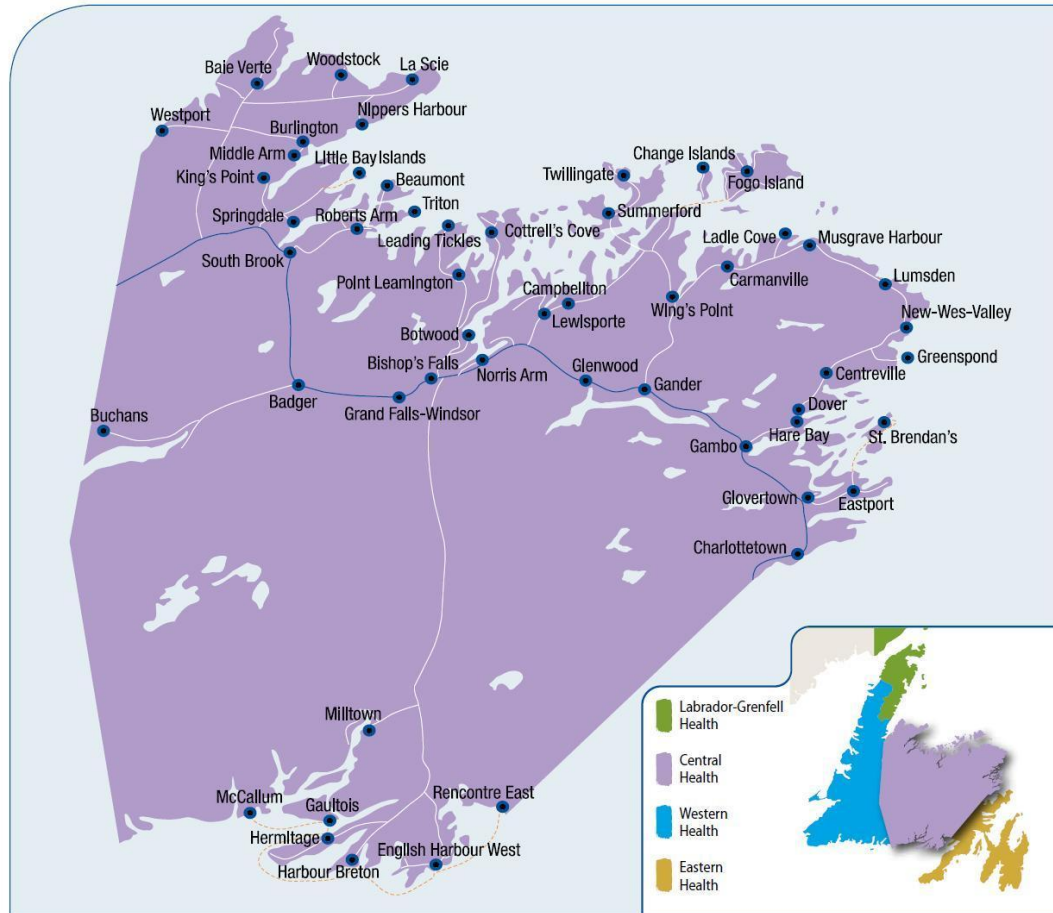 Woodstock
La Scie
Baie Verte
Nippers Harbour
Westport
Burlington
Middle Arm
Little Bay Islands
King's Point
Beaumont
Triton
Springdale
Roberts Arm
Leading Tickles
South Brook
Cottrell's Cove
Change Islands
Twillingate
Fogo Island
Summerford
Ladle Cove
Musgrave Harbour
Carmanville
Lumsden
Point Leamington
Campbellton
Lewisporte
Wing's Point
New-Wes-Valley
Greenspond
Botwood
Bishop's Falls
Norris Arm
Glenwood
Gander
Centreville
Badger
Grand Falls-Windsor
Buchans
Dover
Hare Bay
St. Brendan's
Gambo
Glovertown
Eastport
Charlottetown
Milltown
McCallum
Gaultois
Rencontre East
Hermitage
Harbour Breton
English Harbour West
Labrador-Grenfell
Health
Central
Health
Western
Health
Eastern
Health